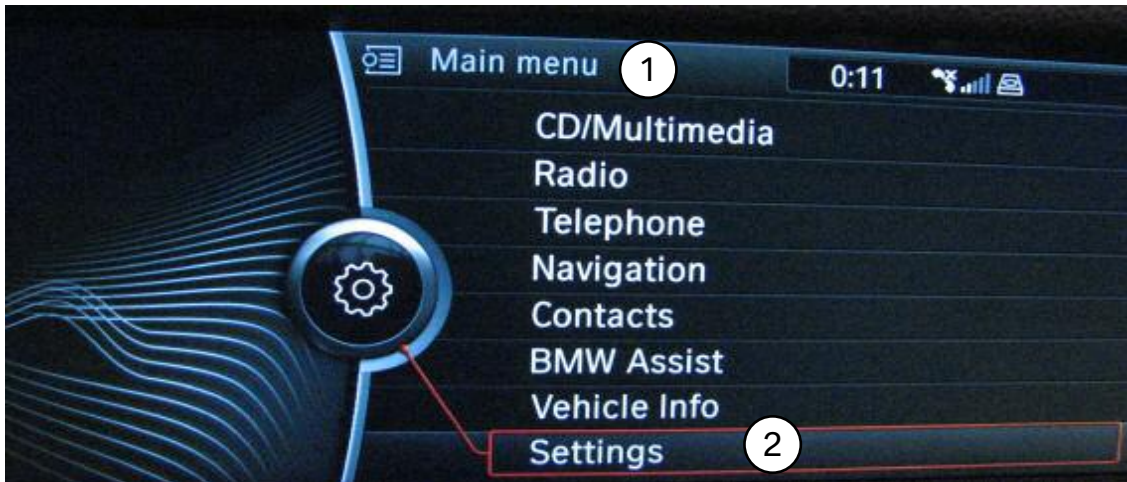 Main menu 1 0:11
CD/Multimedia
Radio
Telephone
Navigation
Contacts
BMW Assist
Vehicle Info
Settings 2